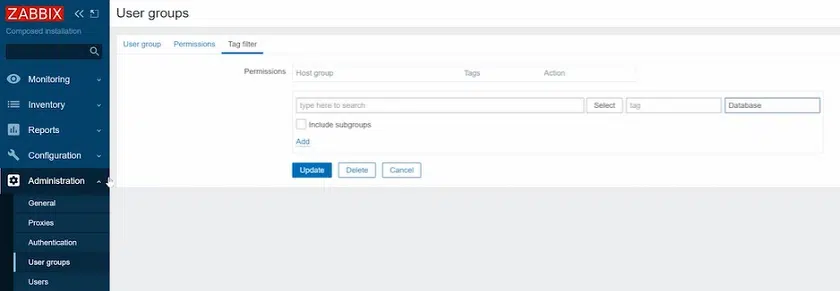 ZABBIX
Composed installation
Monitoring
Inventory
Reports
Configuration
Administration
General
Proxies
Authentication
User groups
Users
User groups
User group Permissions Tag filter
Permissions Host group Tags Action
type here to search Select tag Database
Include subgroups
Add
Update Delete Cancel